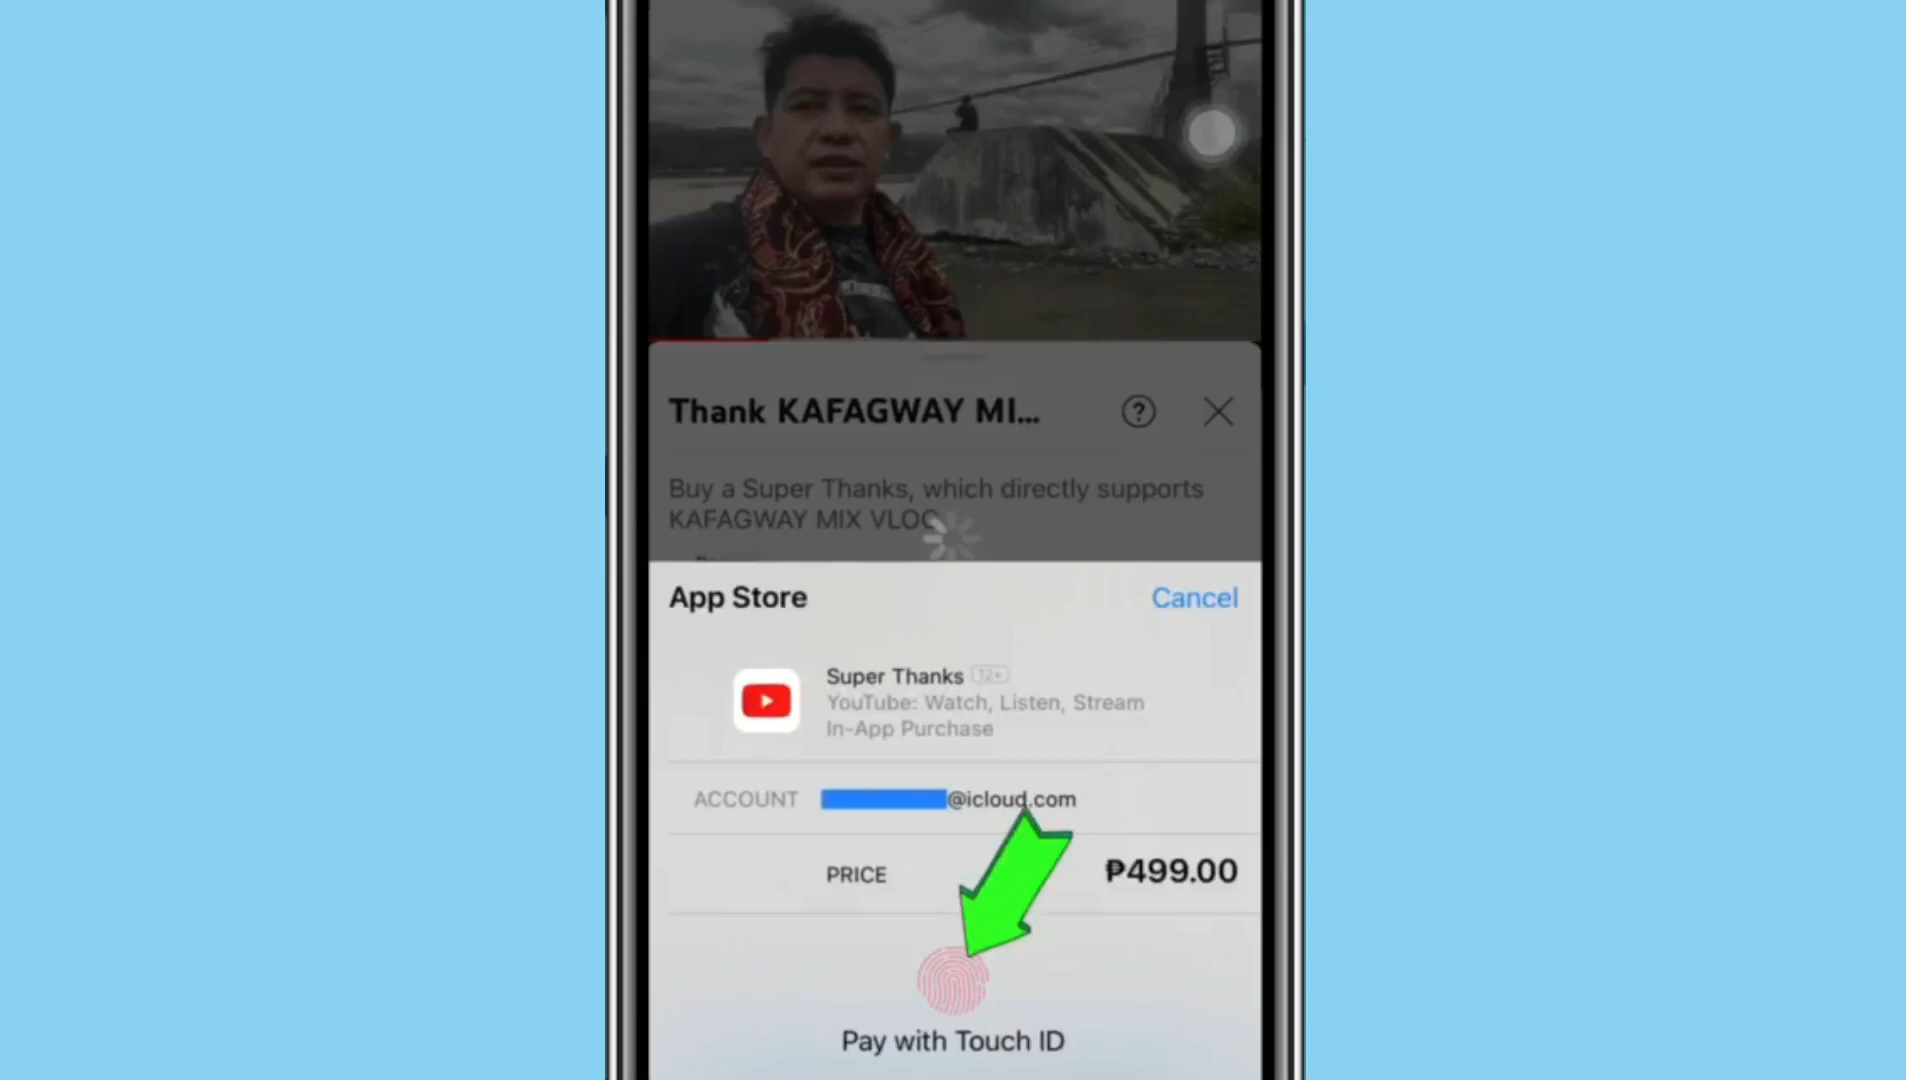 Thank KAFAGWAY MI...
Buy a Super Thanks, which directly supports
KAFAGWAY MIX VLOG
App Store
Cancel
Super Thanks 12+
YouTube: Watch, Listen, Stream
In-App Purchase
ACCOUNT
@icloud.com
PRICE
₱499.00
Pay with Touch ID